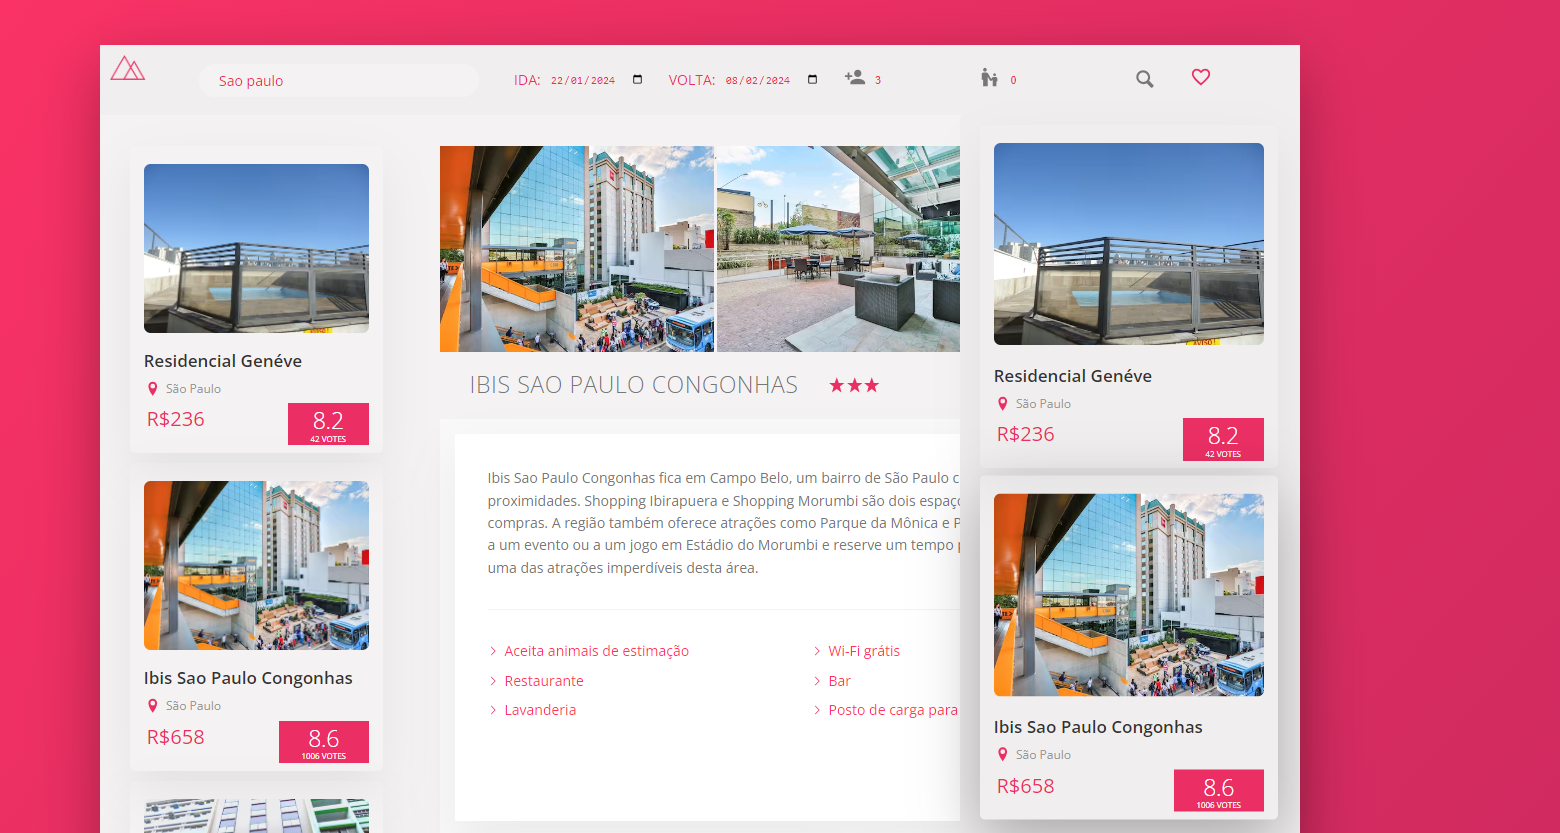 Sao paulo
IDA: 22/01/2024
VOLTA: 08/02/2024
3
0
Residencial Genéve
São Paulo
R$236
8.2
42 VOTES
Ibis Sao Paulo Congonhas
São Paulo
R$658
8.6
1006 VOTES
IBIS SAO PAULO CONGONHAS
Ibis Sao Paulo Congonhas fica em Campo Belo, um bairro de São Paulo c
proximidades. Shopping Ibirapuera e Shopping Morumbi são dois espaço
compras. A região também oferece atrações como Parque da Mônica e P
a um evento ou a um jogo em Estádio do Morumbi e reserve um tempo p
uma das atrações imperdíveis desta área.
Aceita animais de estimação
Restaurante
Lavanderia
Wi-Fi grátis
Bar
Posto de carga para
AVISO!
Residencial Genéve
São Paulo
R$236
8.2
42 VOTES
Ibis Sao Paulo Congonhas
São Paulo
R$658
8.6
1006 VOTES